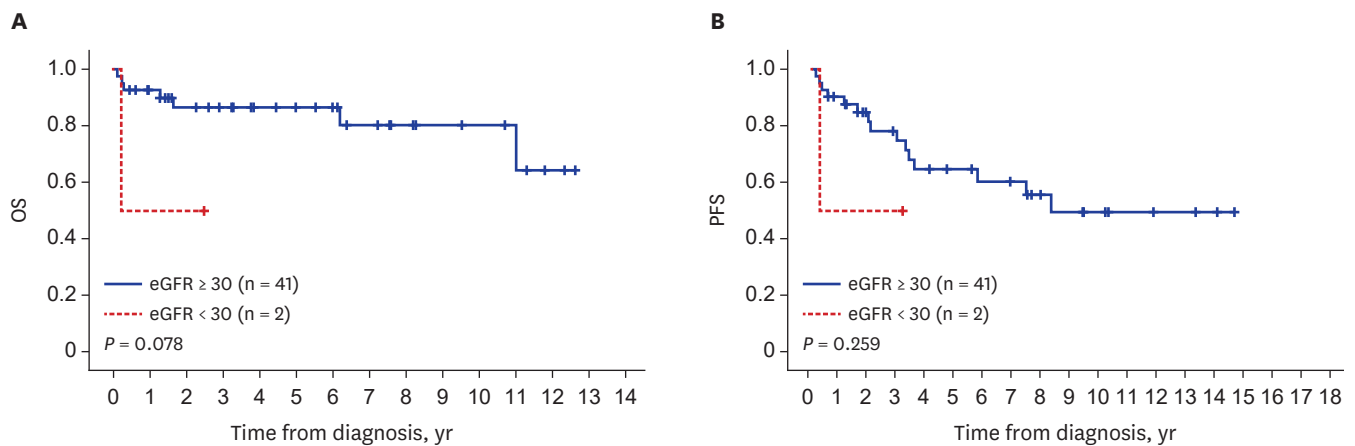 A
1.0
0.8
0.6
0.4
0.2
0
OS
eGFR ≥ 30 (n = 41)
eGFR < 30 (n = 2)
P = 0.078
0 1 2 3 4 5 6 7 8 9 10 11 12 13 14
Time from diagnosis, yr
B
1.0
0.8
0.6
0.4
0.2
0
PFS
eGFR ≥ 30 (n = 41)
eGFR < 30 (n = 2)
P = 0.259
0 1 2 3 4 5 6 7 8 9 10 11 12 13 14 15 16 17 18
Time from diagnosis, yr